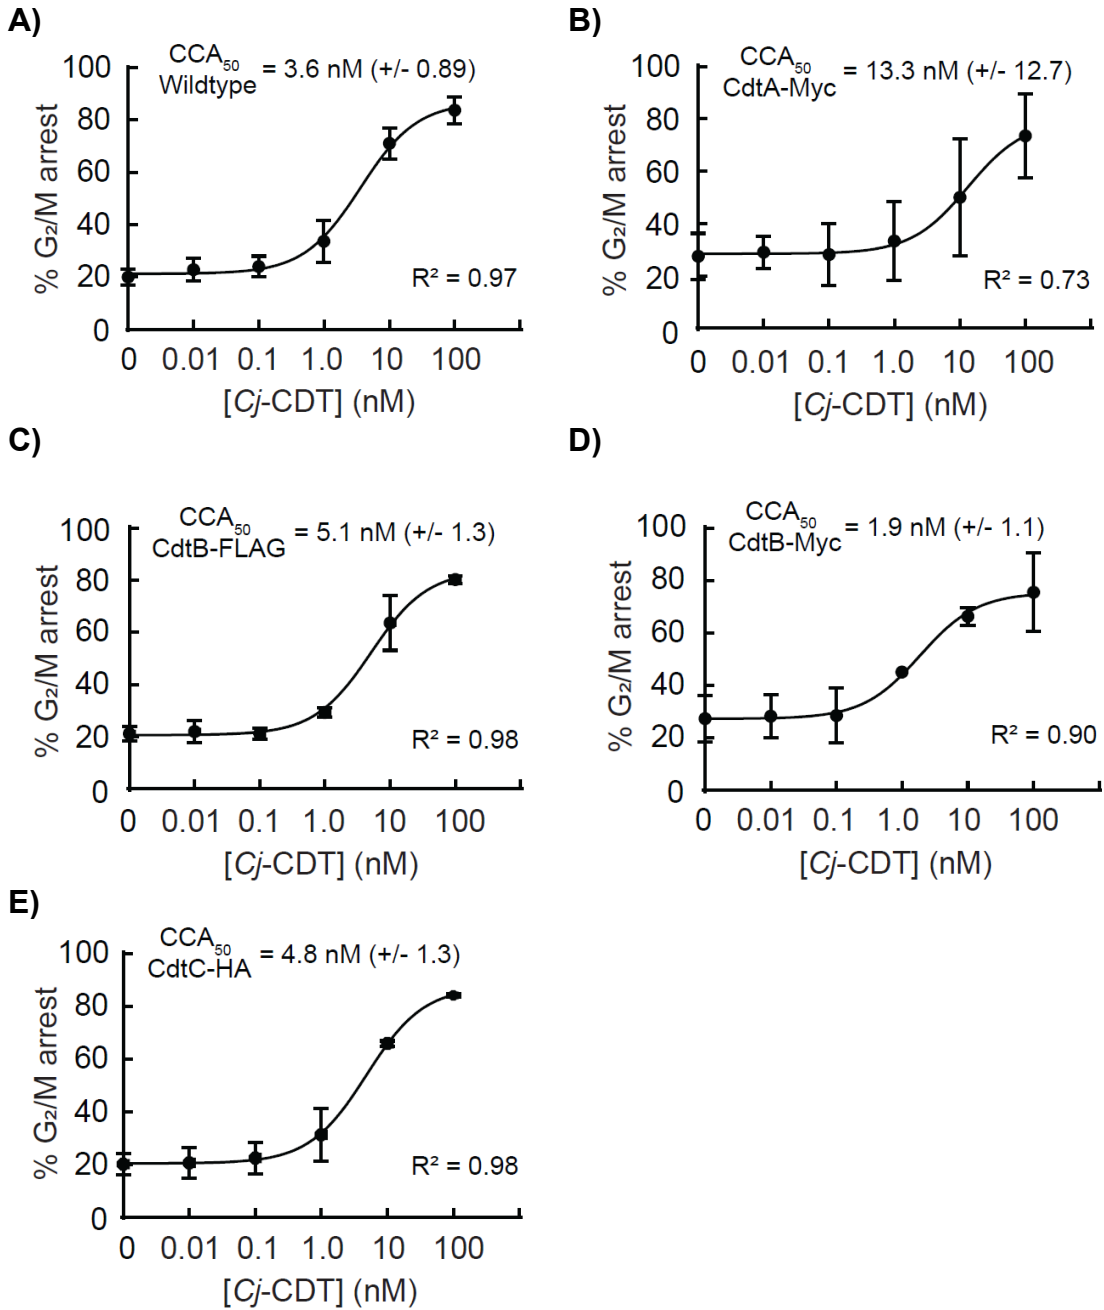 A)
CCA50
Wildtype = 3.6 nM (+/- 0.89)
% G₂/M arrest
100
80
60
40
20
0
R² = 0.97
0 0.01 0.1 1.0 10 100
[Cj-CDT] (nM)
B)
CCA50
CdtA-Myc = 13.3 nM (+/- 12.7)
% G₂/M arrest
100
80
60
40
20
0
R² = 0.73
0 0.01 0.1 1.0 10 100
[Cj-CDT] (nM)
C)
CCA50
CdtB-FLAG = 5.1 nM (+/- 1.3)
% G₂/M arrest
100
80
60
40
20
0
R² = 0.98
0 0.01 0.1 1.0 10 100
[Cj-CDT] (nM)
D)
CCA50
CdtB-Myc = 1.9 nM (+/- 1.1)
% G₂/M arrest
100
80
60
40
20
0
R² = 0.90
0 0.01 0.1 1.0 10 100
[Cj-CDT] (nM)
E)
CCA50
CdtC-HA = 4.8 nM (+/- 1.3)
% G₂/M arrest
100
80
60
40
20
0
R² = 0.98
0 0.01 0.1 1.0 10 100
[Cj-CDT] (nM)